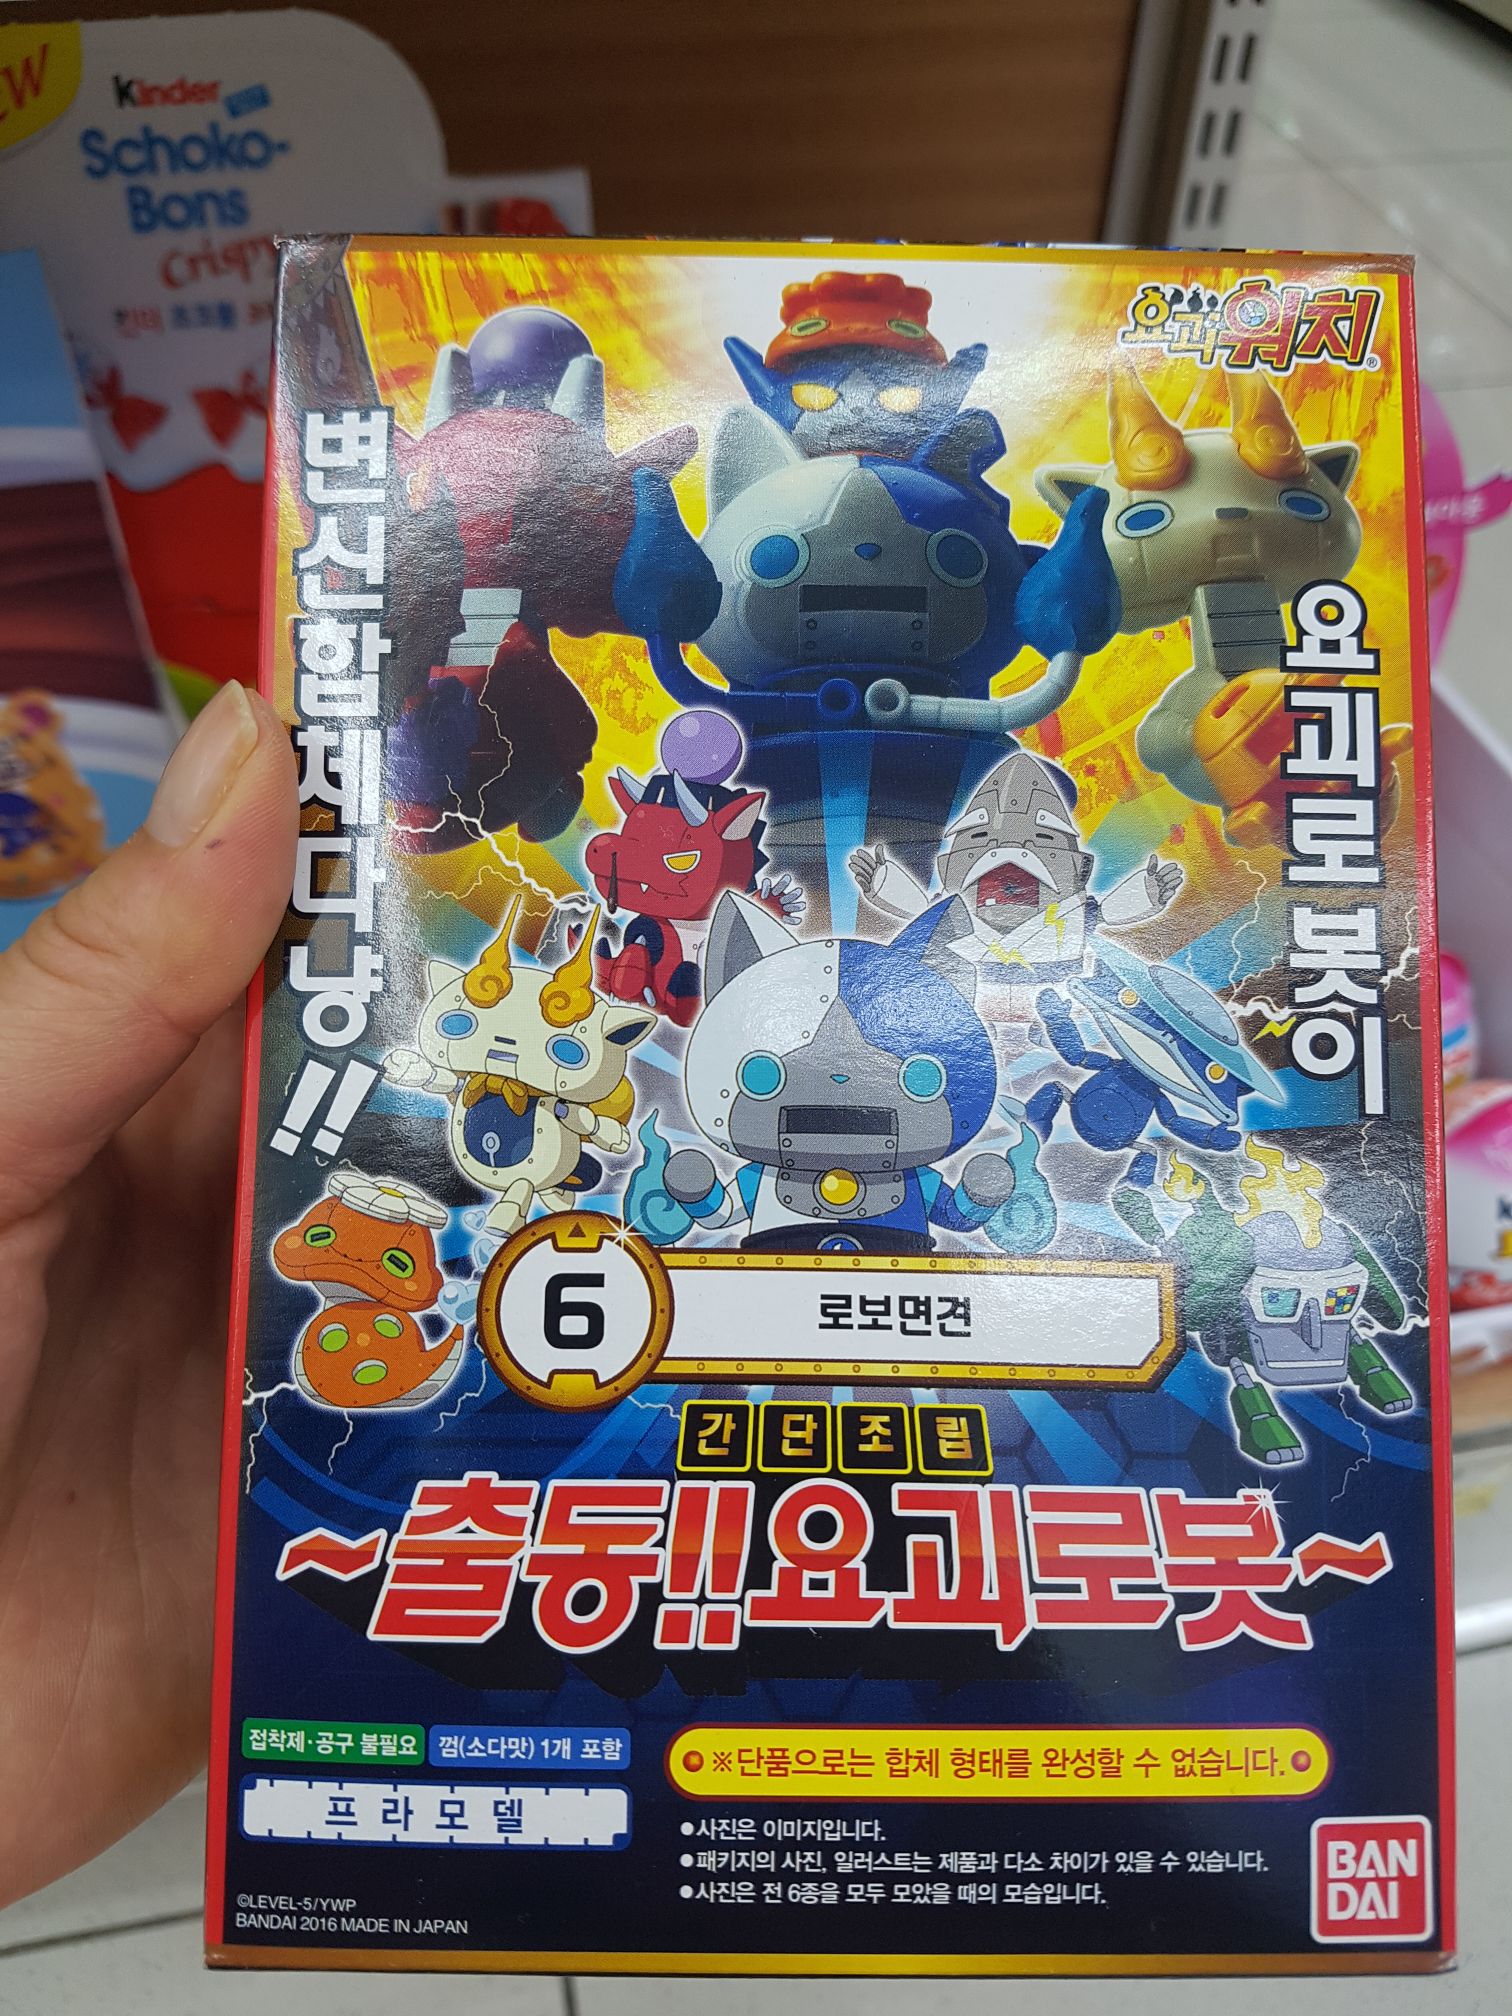 Kinder
Schoko-
Bons
Crispy
요괴워치®
요괴로봇이
변신합체다냥!!
6
로보면견
간단조립
~출동!!요괴로봇~
접착제·공구 불필요
껌(소다맛) 1개 포함
프라모델
※단품으로는 합체 형태를 완성할 수 없습니다.
●사진은 이미지입니다.
●패키지의 사진, 일러스트는 제품과 다소 차이가 있을 수 있습니다.
●사진은 전 6종을 모두 모았을 때의 모습입니다.
©LEVEL-5/YWP
BANDAI 2016 MADE IN JAPAN
BAN
DAI